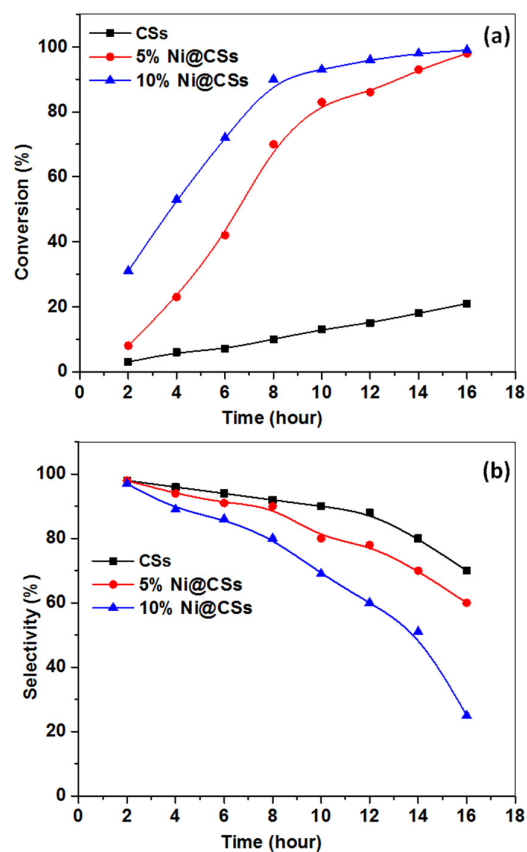 (a)
CSs
5% Ni@CSs
10% Ni@CSs
100
80
60
40
20
0
Conversion (%)
0 2 4 6 8 10 12 14 16 18
Time (hour)
(b)
100
80
60
40
20
0
CSs
5% Ni@CSs
10% Ni@CSs
Selectivity (%)
0 2 4 6 8 10 12 14 16 18
Time (hour)